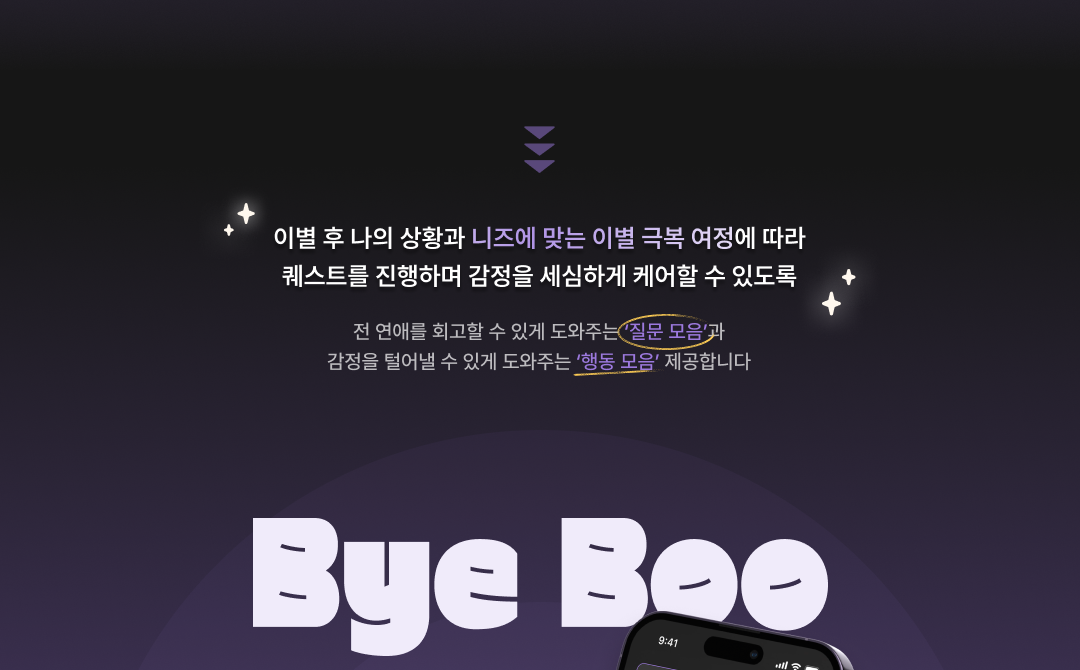 이별 후 나의 상황과 니즈에 맞는 이별 극복 여정에 따라
퀘스트를 진행하며 감정을 세심하게 케어할 수 있도록
전 연애를 회고할 수 있게 도와주는 ‘질문 모음’과
감정을 털어낼 수 있게 도와주는 ‘행동 모음’ 제공합니다
Bye Boo
9:41